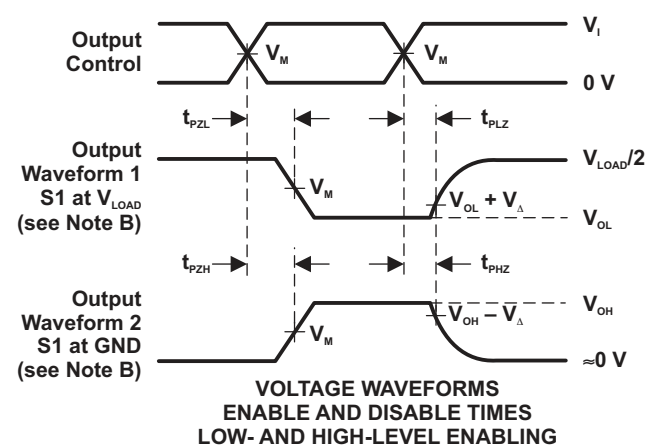 Output
Control
V_M
V_M
V_I
0 V
t_PZL
t_PLZ
Output
Waveform 1
S1 at V_LOAD
(see Note B)
V_M
V_OL + V_Δ
V_LOAD/2
V_OL
t_PZH
t_PHZ
Output
Waveform 2
S1 at GND
(see Note B)
V_M
V_OH – V_Δ
V_OH
≈0 V
VOLTAGE WAVEFORMS
ENABLE AND DISABLE TIMES
LOW- AND HIGH-LEVEL ENABLING